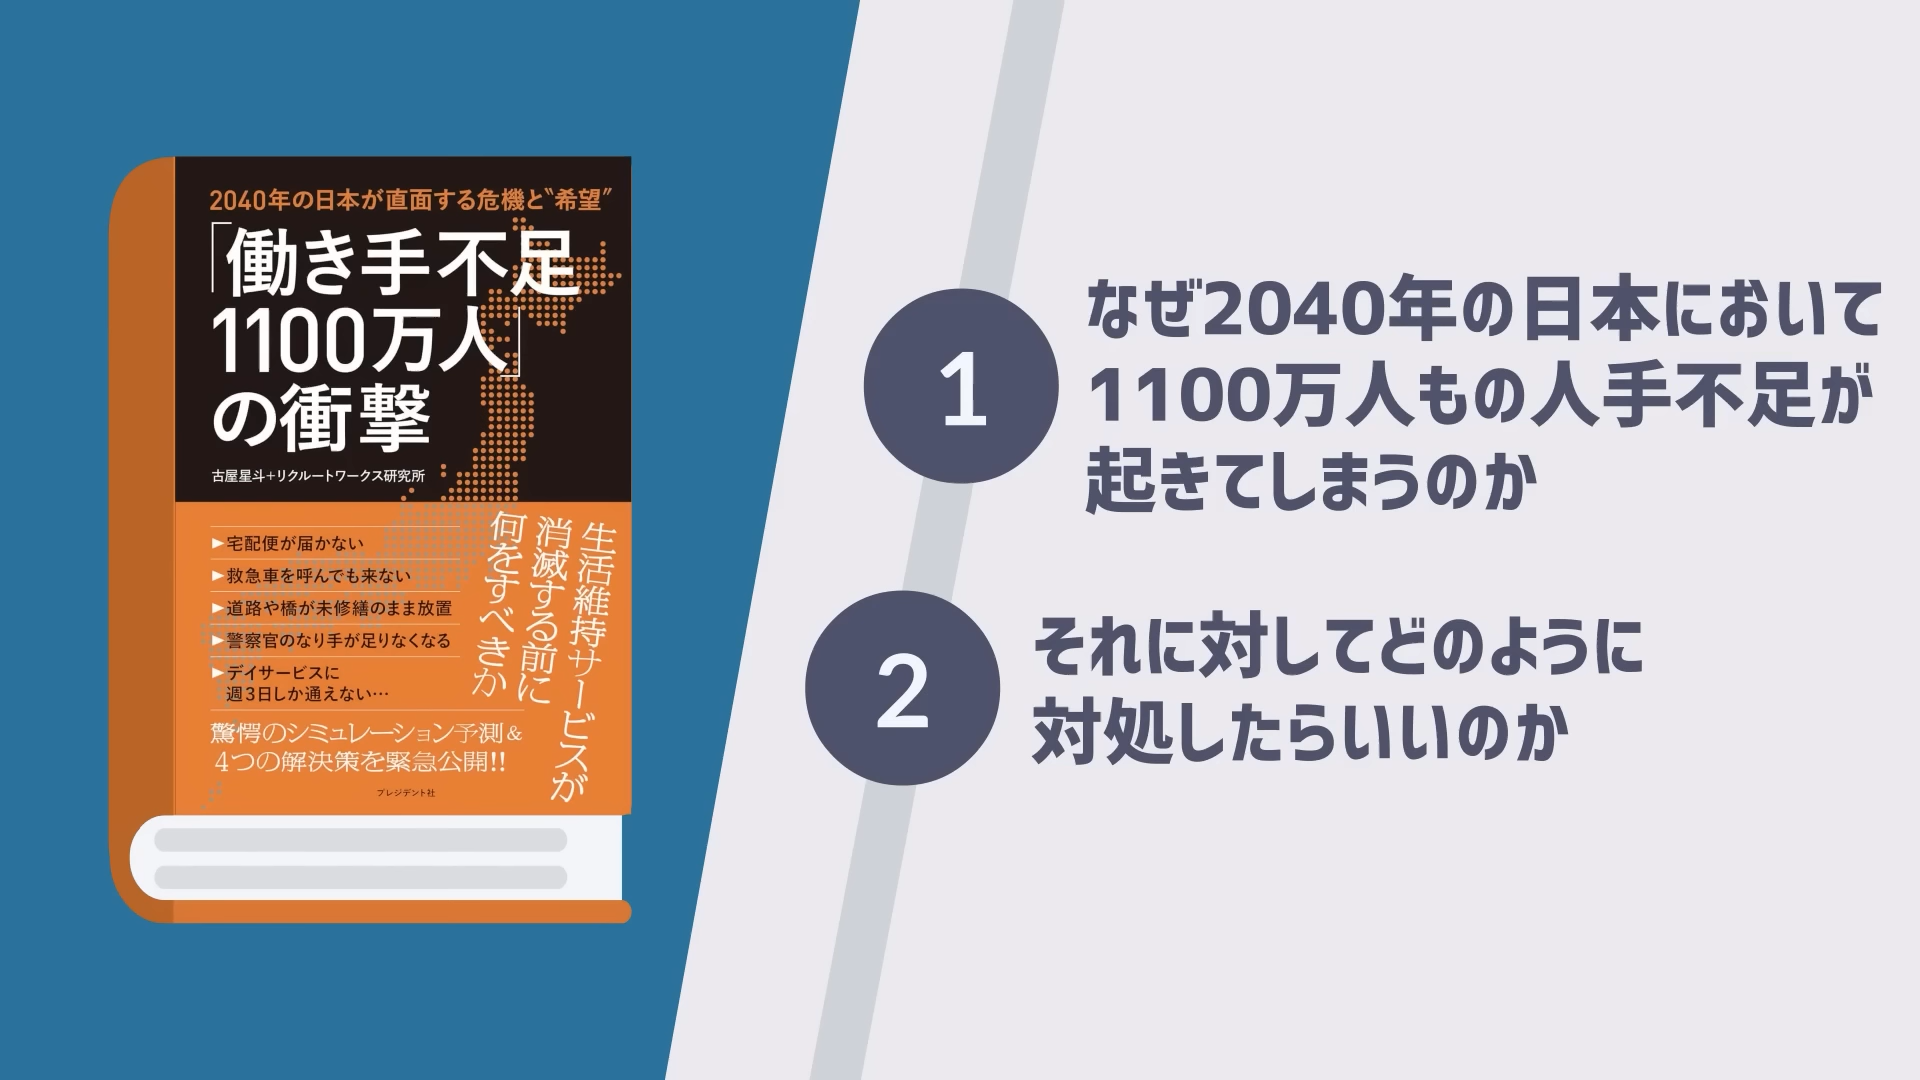 2040年の日本が直面する危機と〝希望〟
「働き手不足
1100万人」
の衝撃
古屋星斗+リクルートワークス研究所
▶宅配便が届かない
▶救急車を呼んでも来ない
▶道路や橋が未修繕のまま放置
▶警察官のなり手が足りなくなる
▶デイサービスに
週3日しか通えない…
生活維持サービスが
消滅する前に
何をすべきか
驚愕のシミュレーション予測&
4つの解決策を緊急公開!!
プレジデント社
1
なぜ2040年の日本において
1100万人もの人手不足が
起きてしまうのか
2
それに対してどのように
対処したらいいのか